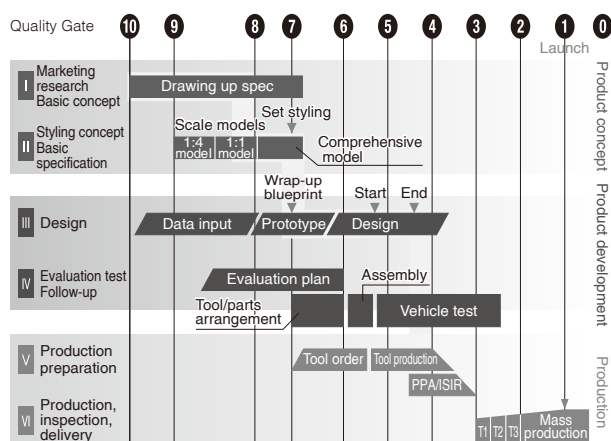 Quality Gate 10 9 8 7 6 5 4 3 2 1 0
Launch
I Marketing
research
Basic concept
Drawing up spec
Set styling
II Styling concept
Basic
specification
Scale models
1:4
model
1:1
model
Comprehensive
model
Product concept
Wrap-up
blueprint
Start
End
III Design
Data input
Prototype
Design
IV Evaluation test
Follow-up
Evaluation plan
Assembly
Tool/parts
arrangement
Vehicle test
Product development
V Production
preparation
Tool order
Tool production
PPA/ISIR
VI Production,
inspection,
delivery
T1 T2 T3
Mass
production
Production